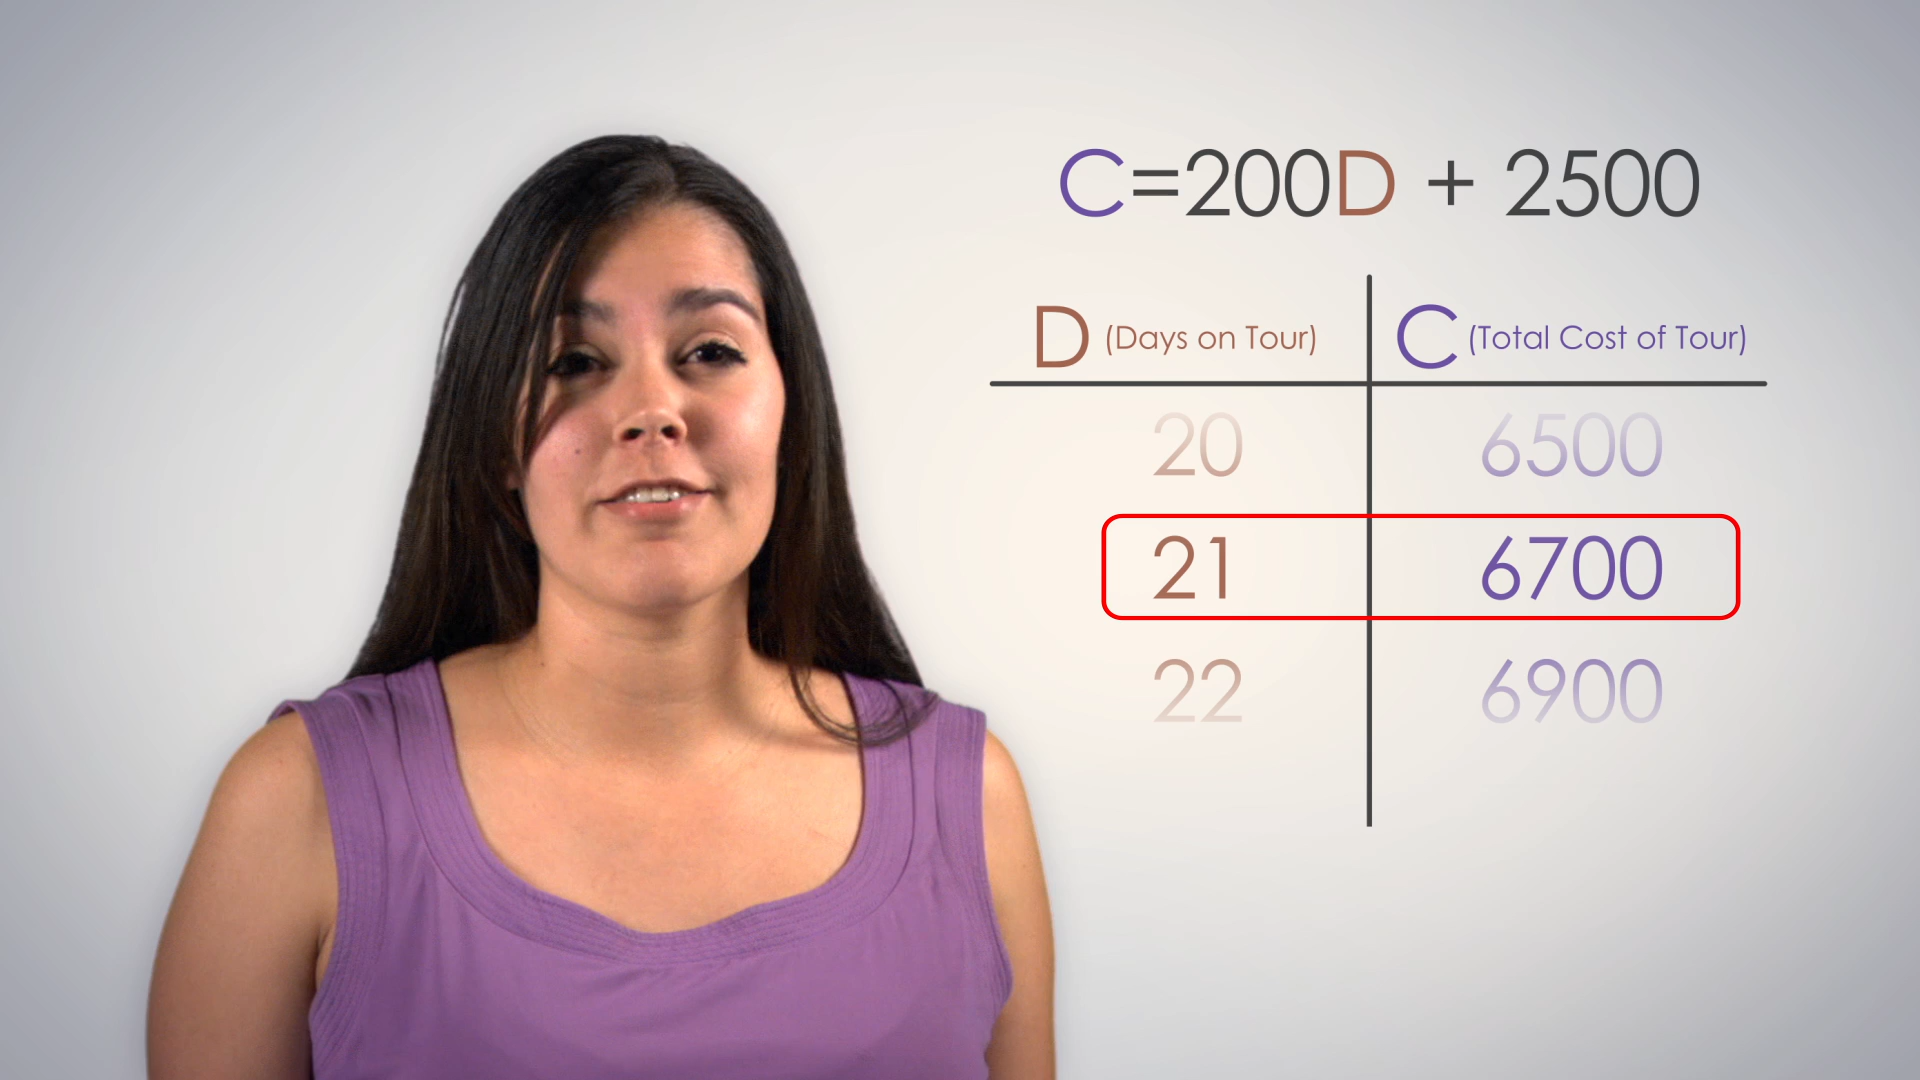 C=200D + 2500
D (Days on Tour) C (Total Cost of Tour)
20 6500
21 6700
22 6900